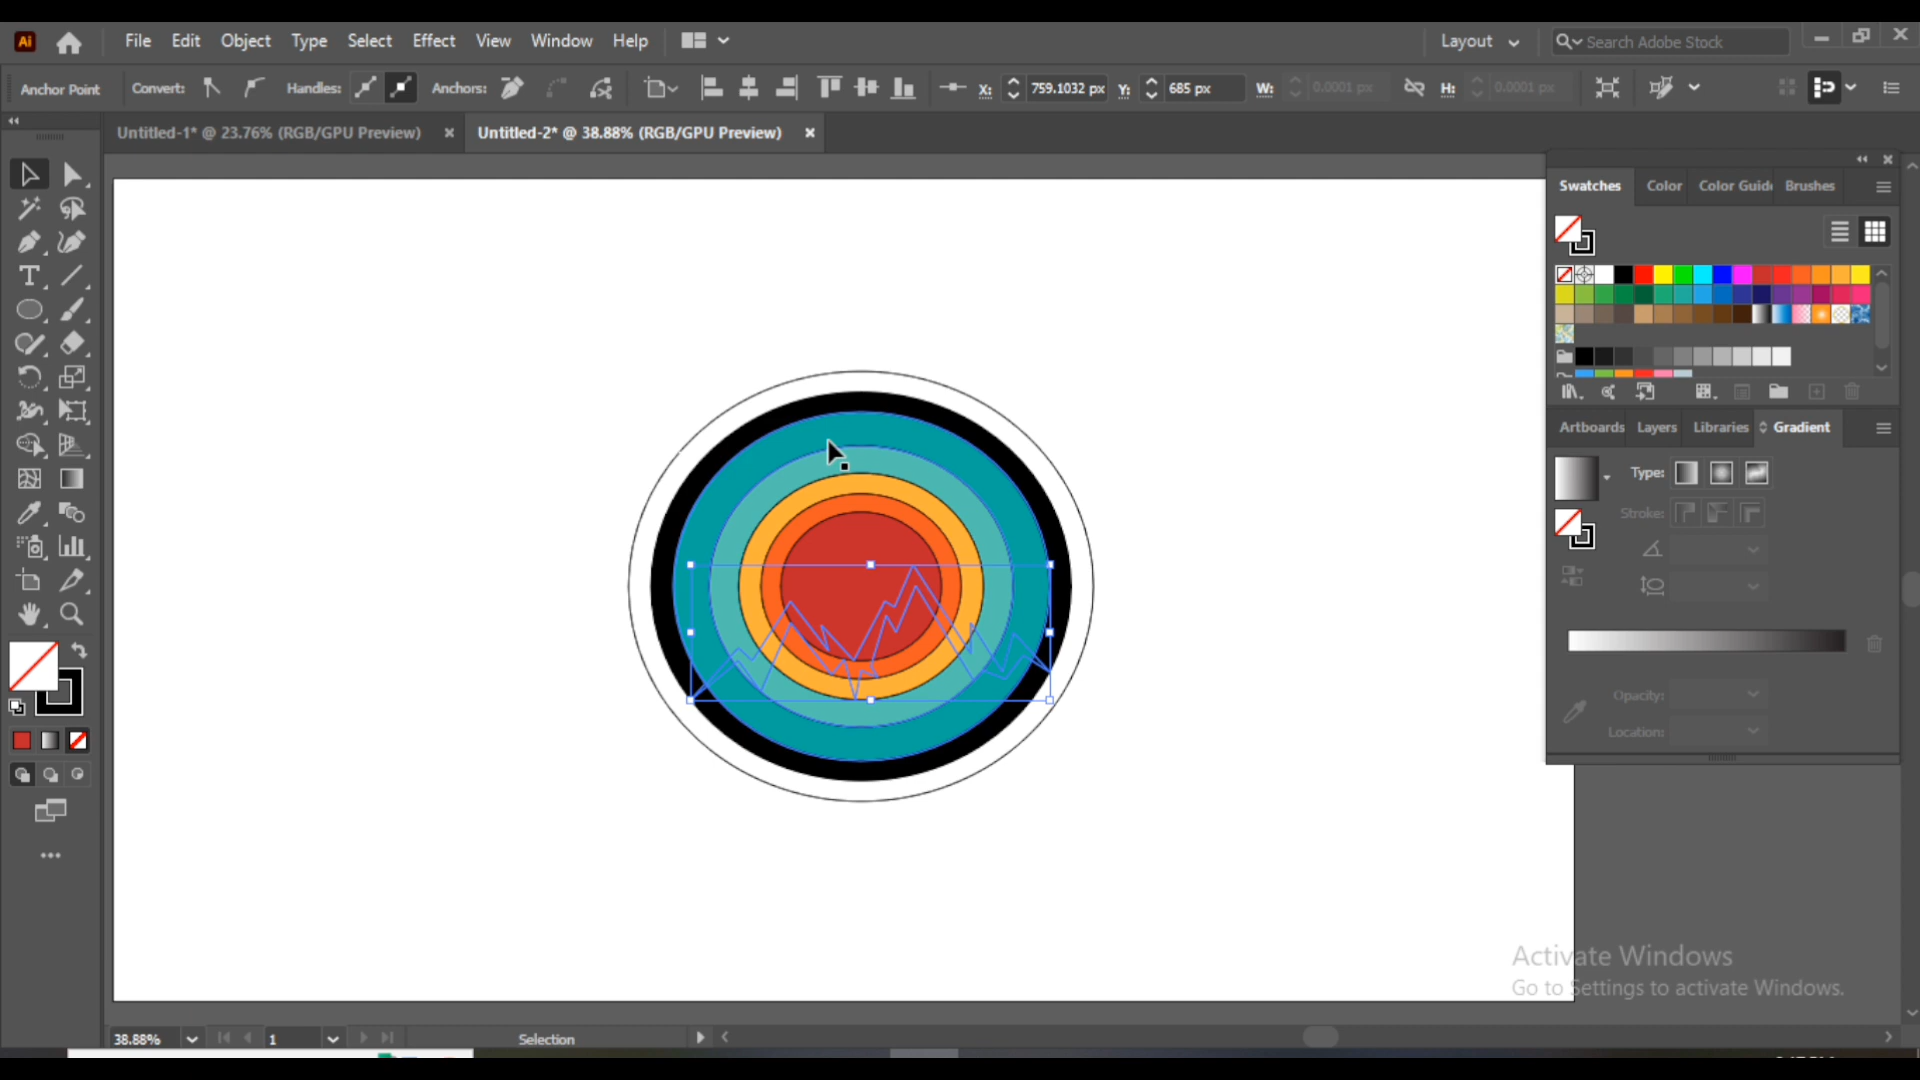 Ai File Edit Object Type Select Effect View Window Help Layout Search Adobe Stock
Anchor Point Convert: Handles: Anchors: X: 759.1032 px Y: 685 px W: 0.0001 px H: 0.0001 px
Untitled-1* @ 23.76% (RGB/GPU Preview) Untitled-2* @ 38.88% (RGB/GPU Preview)
Swatches Color Color Guid Brushes
Artboards Layers Libraries Gradient
Type:
Stroke:
Opacity:
Location:
Activate Windows
Go to Settings to activate Windows.
38.88% 1 Selection